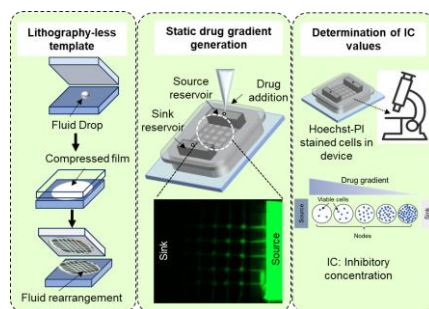 Lithography-less
template
Fluid Drop
Compressed film
Fluid rearrangement
Static drug gradient
generation
Source
reservoir
Drug
addition
Sink
reservoir
Sink
Source
Determination of IC
values
Hoechst-PI
stained cells in
device
Drug gradient
Viable cells
Source
Sink
Nodes
IC: Inhibitory
concentration